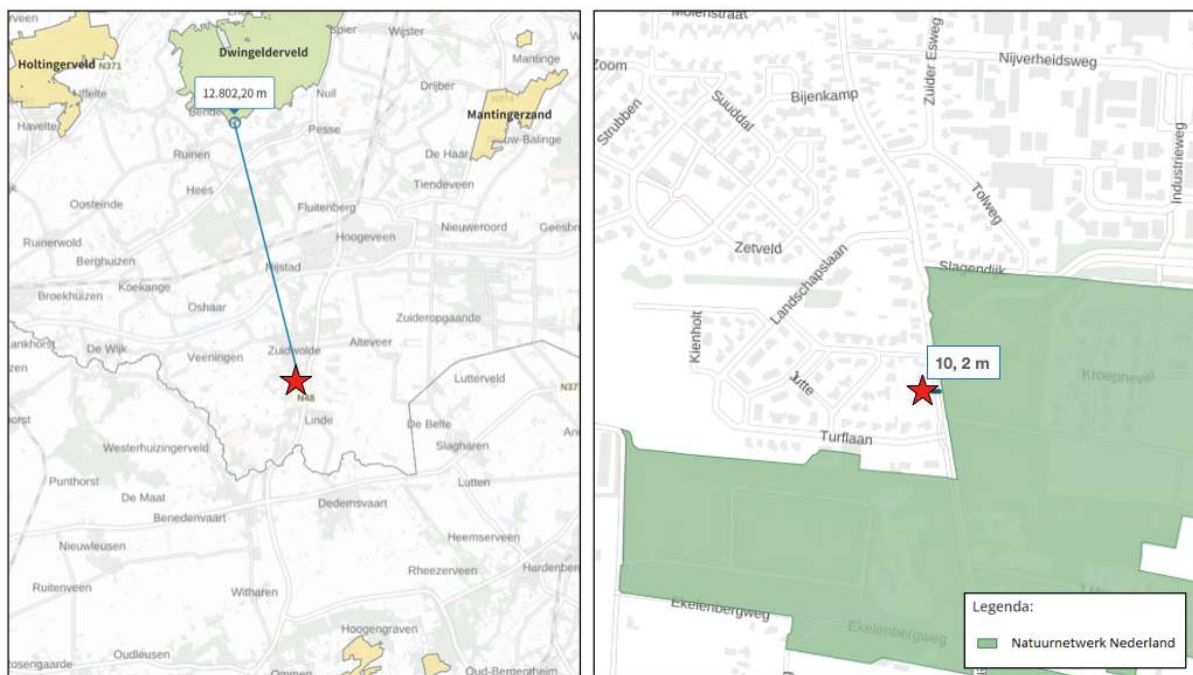 Holtingerveld
N371
Havelte
Dwingelderveld
12.802,20 m
Wijster
Mantinge
Drijber
Nuil
Mantingerzand
Pesse
De Haar
Ruinen
Tiendeveen
Hees
Fluitenberg
Oosteinde
Nieuweroord
Hoogeveen
Ruinerwold
Berghuizen
Nijstad
Koekange
Broekhuizen
Oshaar
Zuideropgaande
De Wijk
Veeningen
Zuidwolde
Alteveer
Lutterveld
N48
Linde
De Belte
Westerhuizingerveld
Slagharen
Punthorst
Lutten
De Maat
Dedemsvaart
Benedenvaart
Heemserveen
Nieuwleusen
Rheezerveen
Hardenber
Ruitenveen
Witharen
Hoogengraven
Oudleusen
Ommen
Molenstraat
Zuider Esweg
Nijverheidsweg
Zoom
Bijenkamp
Strubben
Suuddal
Industrieweg
Tolweg
Zetveld
Landschapslaan
Slagendijk
Kienholt
10, 2 m
Kroepnevel
Jutte
Turflaan
Ekelenbergweg
Ekelenbergweg
Legenda:
Natuurnetwerk Nederland